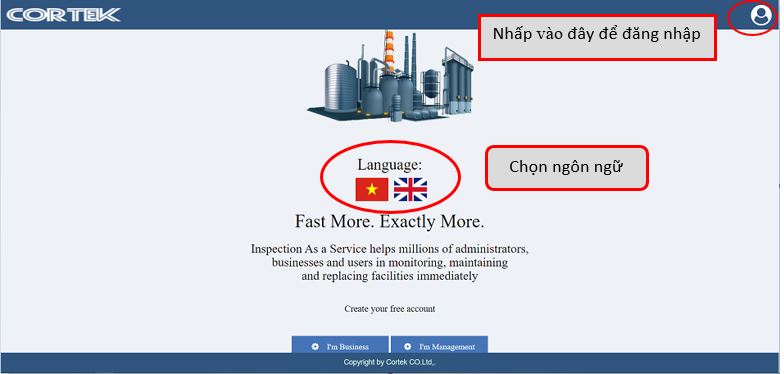 CORTEK
Nhấp vào đây để đăng nhập
Language:
Chọn ngôn ngữ
Fast More. Exactly More.
Inspection As a Service helps millions of administrators,
businesses and users in monitoring, maintaining
and replacing facilities immediately
Create your free account
I'm Business
I'm Management
Copyright by Cortek CO.Ltd,.